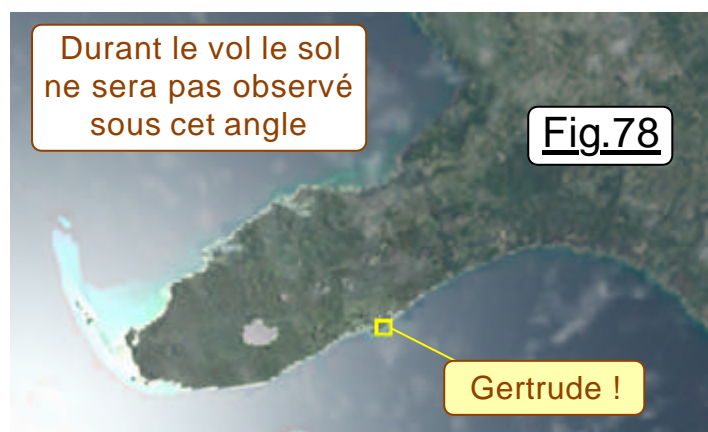 Durant le vol le sol
ne sera pas observé
sous cet angle
Fig.78
Gertrude !